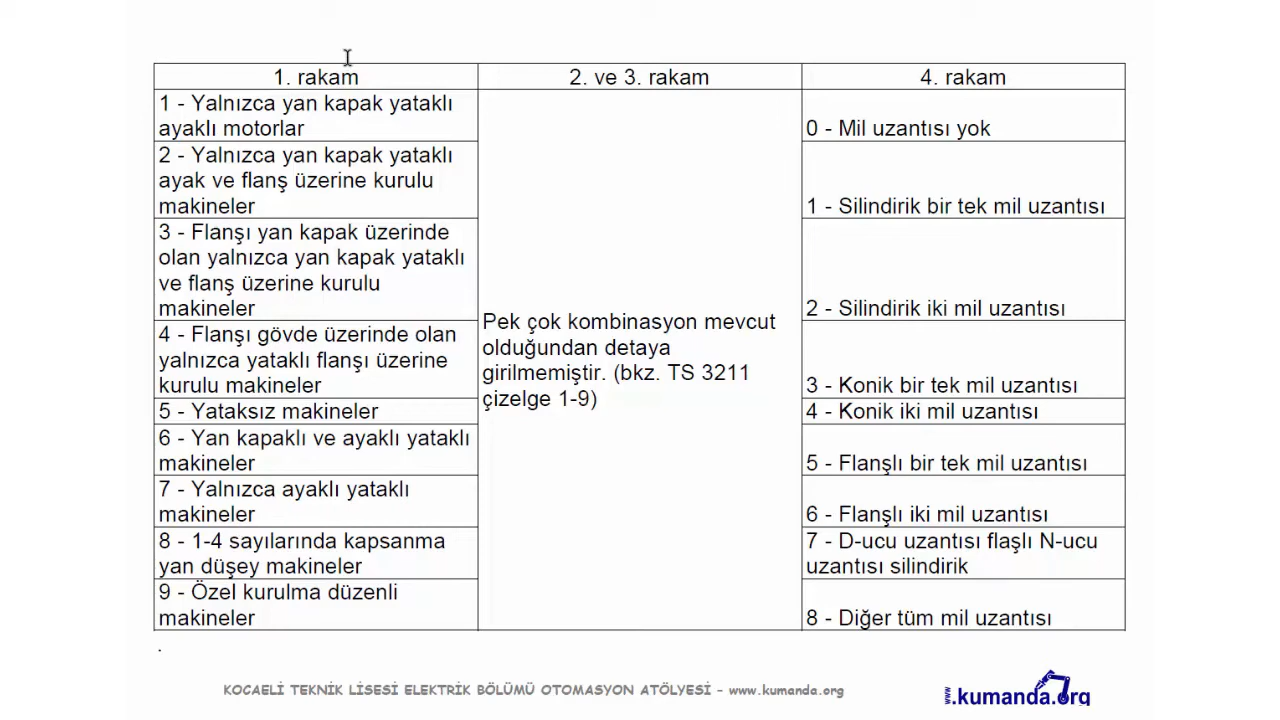 1. rakam
2. ve 3. rakam
4. rakam
1 - Yalnızca yan kapak yataklı
ayaklı motorlar
0 - Mil uzantısı yok
2 - Yalnızca yan kapak yataklı
ayak ve flanş üzerine kurulu
makineler
1 - Silindirik bir tek mil uzantısı
3 - Flanşı yan kapak üzerinde
olan yalnızca yan kapak yataklı
ve flanş üzerine kurulu
makineler
2 - Silindirik iki mil uzantısı
Pek çok kombinasyon mevcut
olduğundan detaya
girilmemiştir. (bkz. TS 3211
çizelge 1-9)
4 - Flanşı gövde üzerinde olan
yalnızca yataklı flanşı üzerine
kurulu makineler
3 - Konik bir tek mil uzantısı
5 - Yataksız makineler
4 - Konik iki mil uzantısı
6 - Yan kapaklı ve ayaklı yataklı
makineler
5 - Flanşlı bir tek mil uzantısı
7 - Yalnızca ayaklı yataklı
makineler
6 - Flanşlı iki mil uzantısı
8 - 1-4 sayılarında kapsanma
yan düşey makineler
7 - D-ucu uzantısı flaşlı N-ucu
uzantısı silindirik
9 - Özel kurulma düzenli
makineler
8 - Diğer tüm mil uzantısı
.
KOCAELİ TEKNİK LİSESİ ELEKTRİK BÖLÜMÜ OTOMASYON ATÖLYESİ - www.kumanda.org
www.kumanda.org